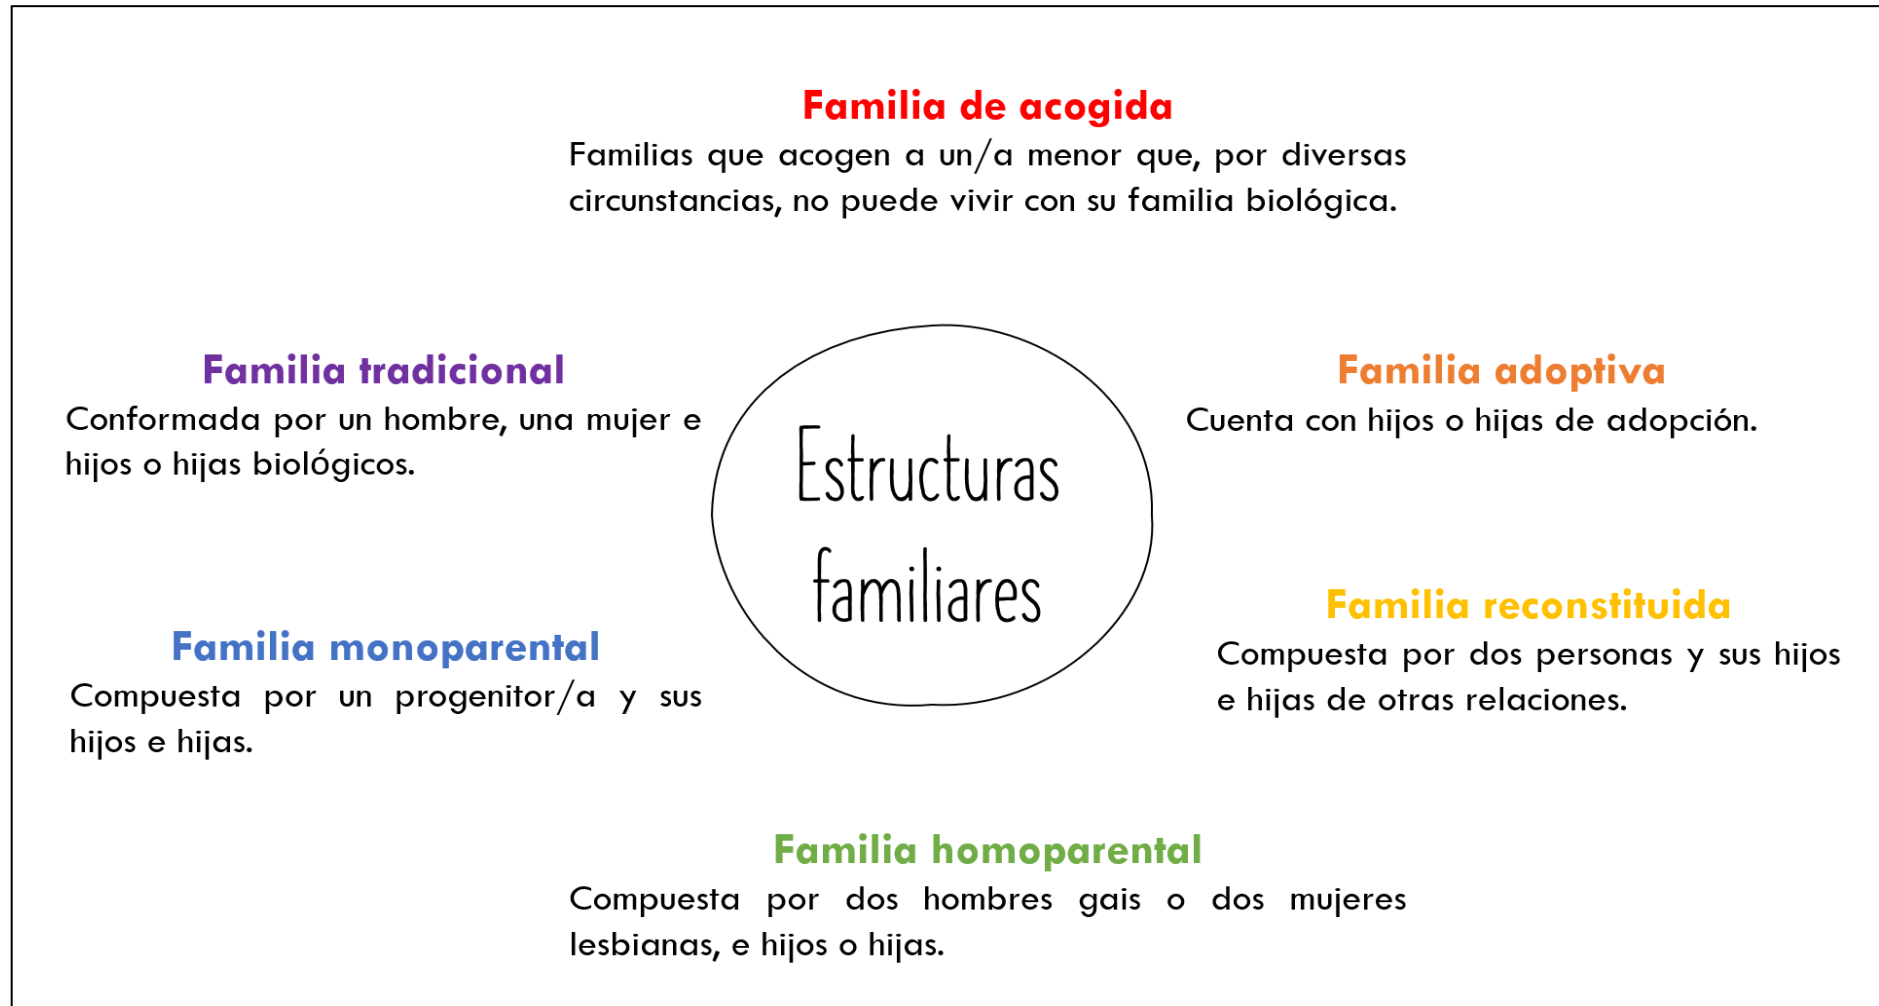 Familia de acogida
Familias que acogen a un/a menor que, por diversas
circunstancias, no puede vivir con su familia biológica.
Familia tradicional
Conformada por un hombre, una mujer e
hijos o hijas biológicos.
Familia adoptiva
Cuenta con hijos o hijas de adopción.
Estructuras
familiares
Familia monoparental
Compuesta por un progenitor/a y sus
hijos e hijas.
Familia reconstituida
Compuesta por dos personas y sus hijos
e hijas de otras relaciones.
Familia homoparental
Compuesta por dos hombres gais o dos mujeres
lesbianas, e hijos o hijas.